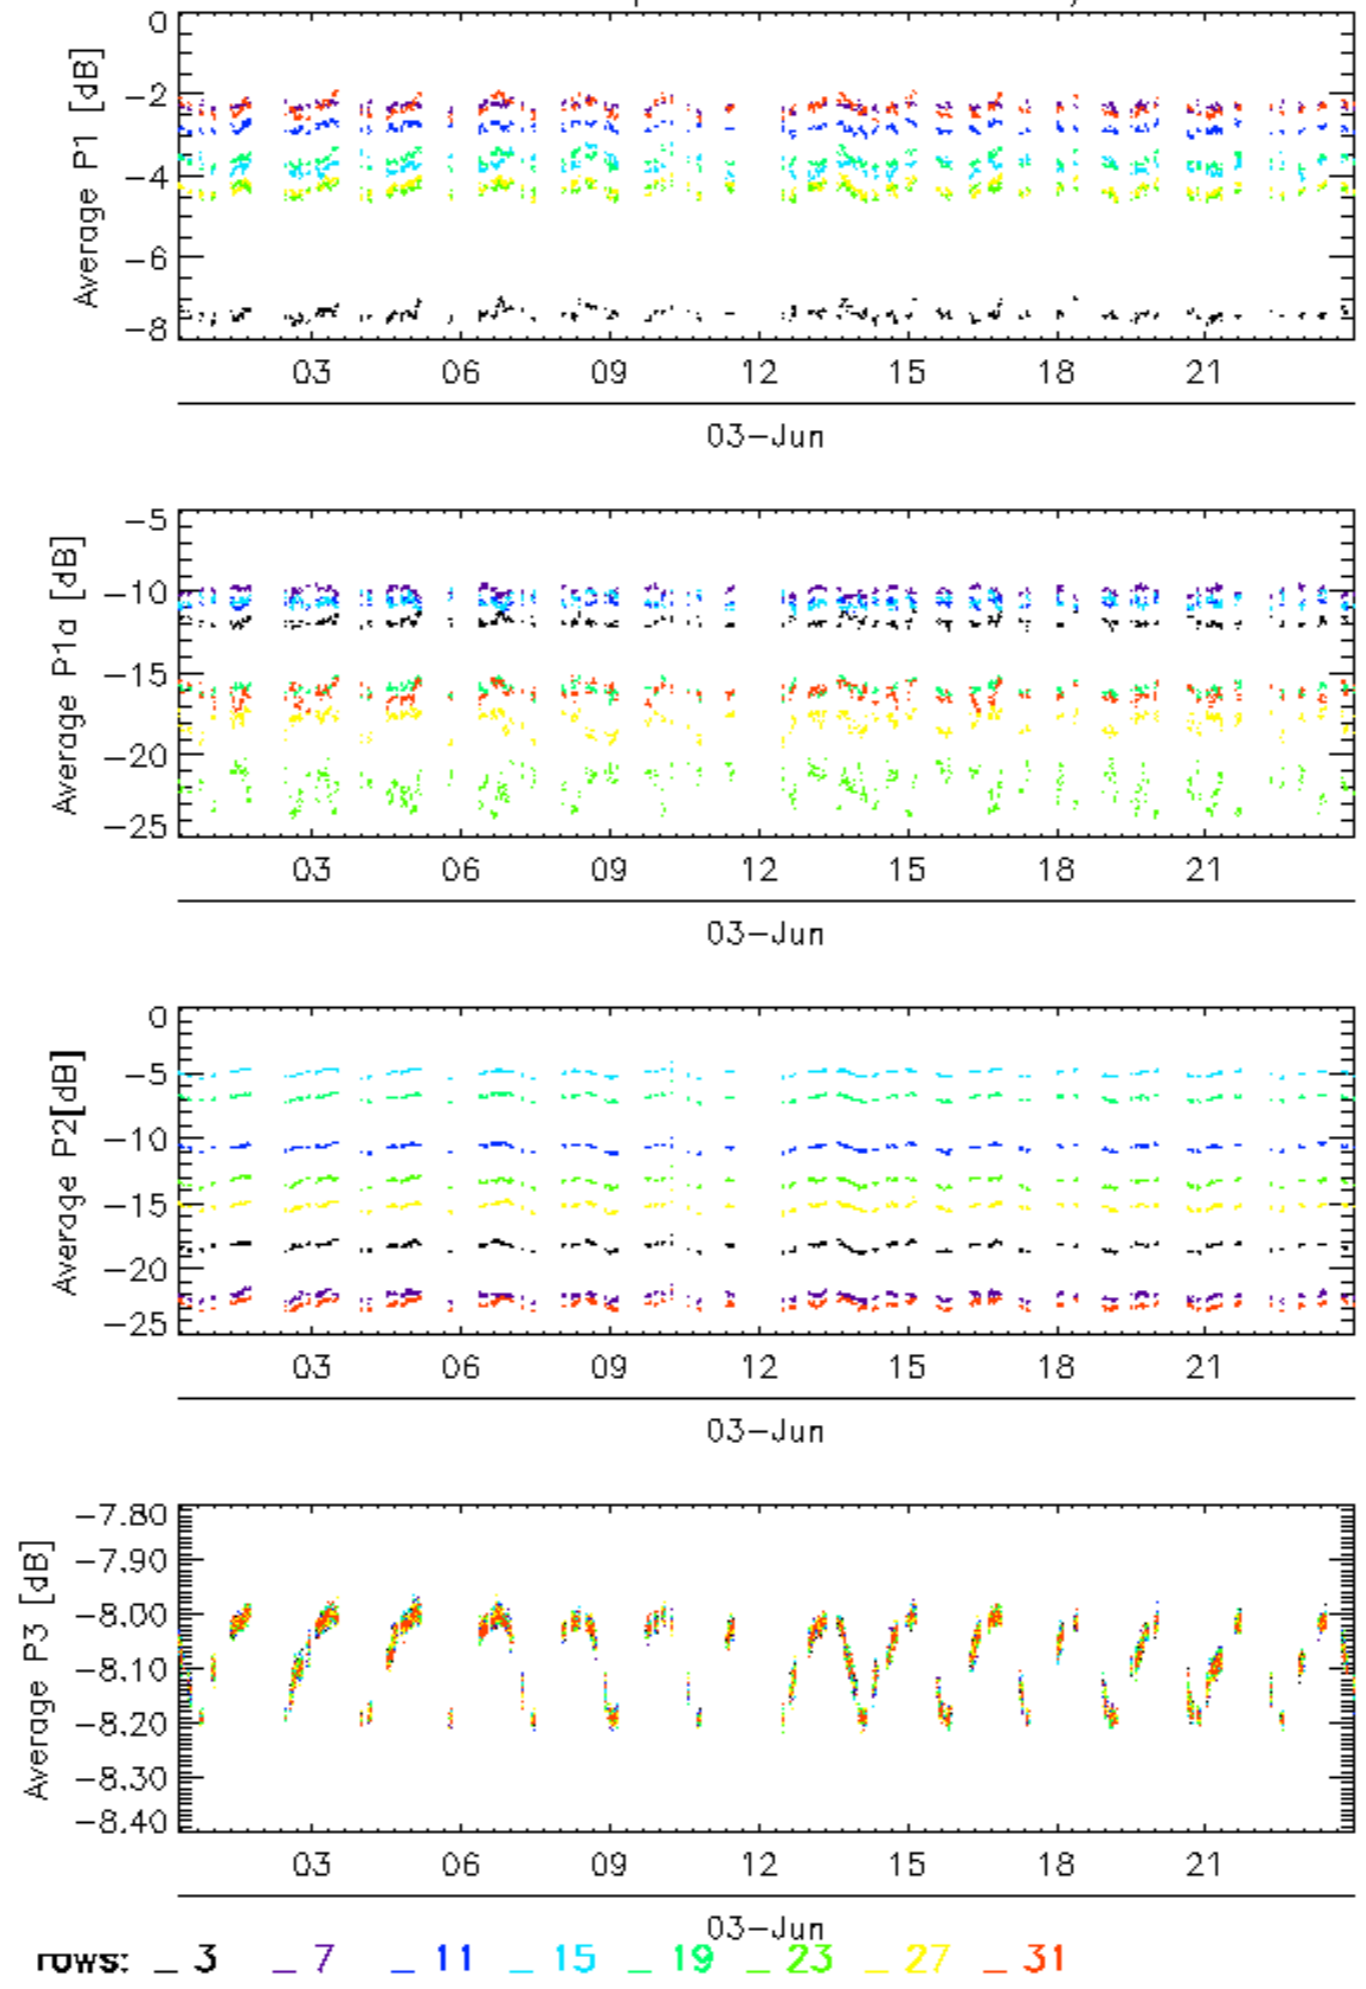 0
−2
−4
−6
−8
Average P1 [dB]
03 06 09 12 15 18 21
03−Jun
−5
−10
−15
−20
−25
Average P1a [dB]
03 06 09 12 15 18 21
03−Jun
0
−5
−10
−15
−20
−25
Average P2[dB]
03 06 09 12 15 18 21
03−Jun
−7.80
−7.90
−8.00
−8.10
−8.20
−8.30
−8.40
Average P3 [dB]
03 06 09 12 15 18 21
03−Jun
rows: _ 3 _ 7 _ 11 _ 15 _ 19 _ 23 _ 27 _ 31